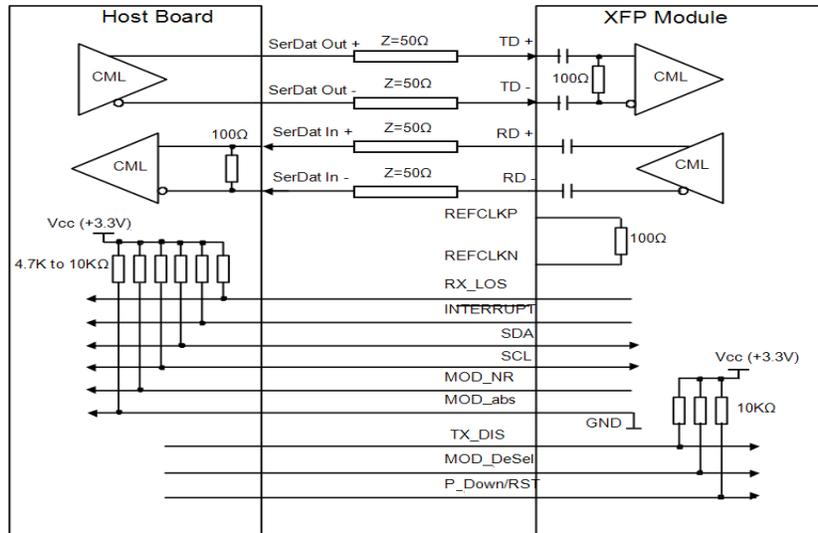 Host Board
XFP Module
SerDat Out +
Z=50Ω
TD +
CML
100Ω
CML
SerDat Out -
Z=50Ω
TD -
100Ω
SerDat In +
Z=50Ω
RD +
CML
CML
SerDat In -
Z=50Ω
RD -
Vcc (+3.3V)
REFCLKP
100Ω
4.7K to 10KΩ
REFCLKN
RX_LOS
INTERRUPT
SDA
SCL
Vcc (+3.3V)
MOD_NR
MOD_abs
10KΩ
GND
TX_DIS
MOD_DeSel
P_Down/RST